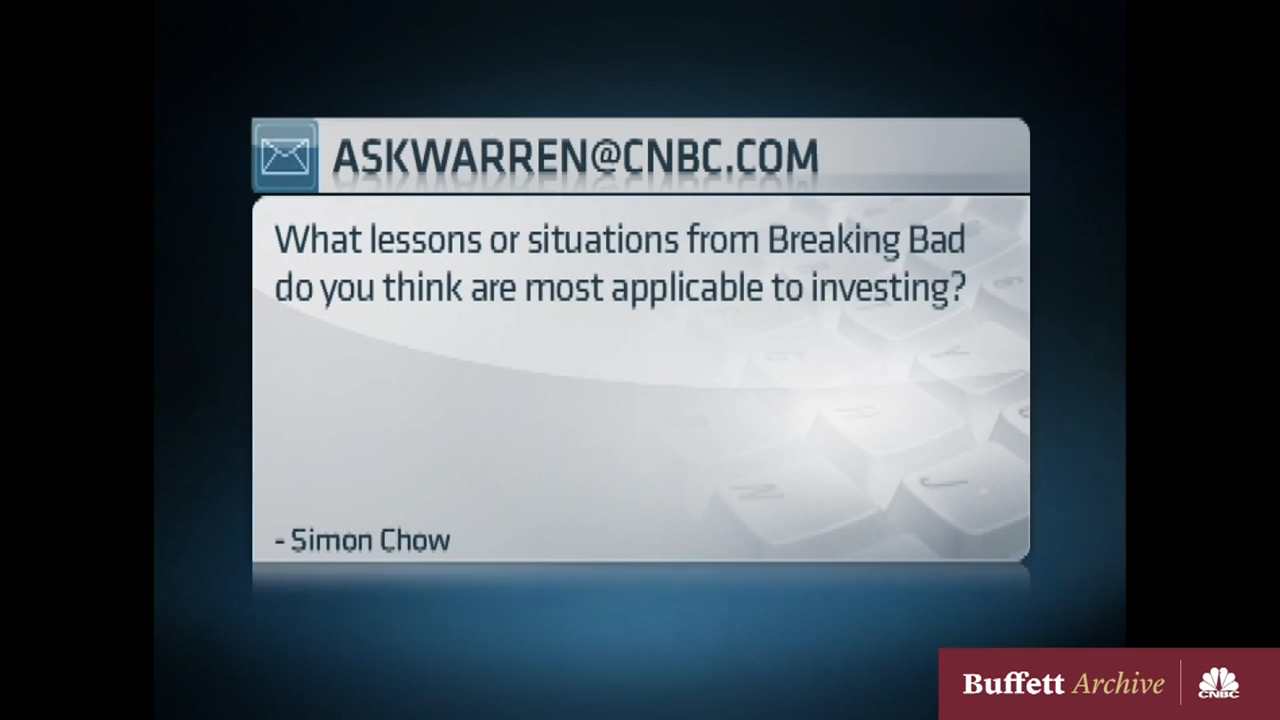 ASKWARREN@CNBC.COM
What lessons or situations from Breaking Bad
do you think are most applicable to investing?
- Simon Chow
Buffett Archive
CNBC